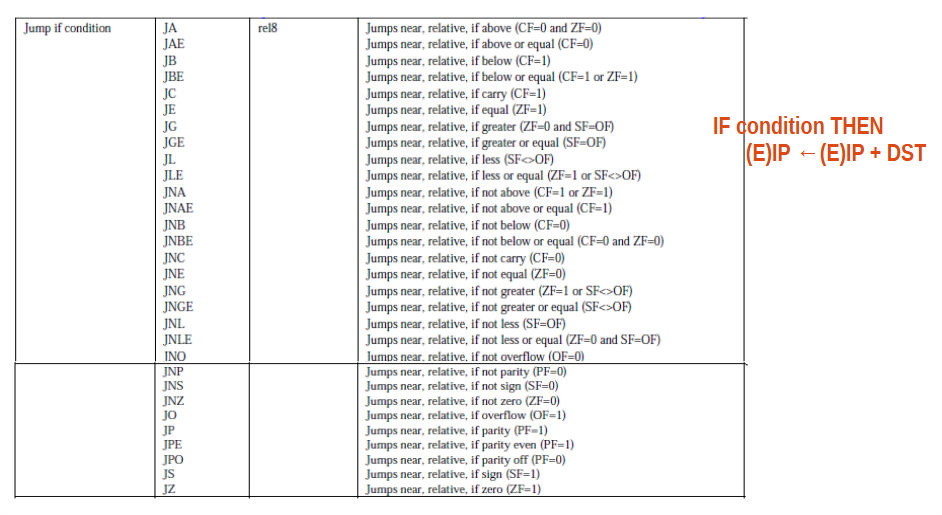 Jump if condition JA rel8 Jumps near, relative, if above (CF=0 and ZF=0)
JAE Jumps near, relative, if above or equal (CF=0)
JB Jumps near, relative, if below (CF=1)
JBE Jumps near, relative, if below or equal (CF=1 or ZF=1)
JC Jumps near, relative, if carry (CF=1)
JE Jumps near, relative, if equal (ZF=1)
JG Jumps near, relative, if greater (ZF=0 and SF=OF)
JGE Jumps near, relative, if greater or equal (SF=OF)
JL Jumps near, relative, if less (SF<>OF)
JLE Jumps near, relative, if less or equal (ZF=1 or SF<>OF)
JNA Jumps near, relative, if not above (CF=1 or ZF=1)
JNAE Jumps near, relative, if not above or equal (CF=1)
JNB Jumps near, relative, if not below (CF=0)
JNBE Jumps near, relative, if not below or equal (CF=0 and ZF=0)
JNC Jumps near, relative, if not carry (CF=0)
JNE Jumps near, relative, if not equal (ZF=0)
JNG Jumps near, relative, if not greater (ZF=1 or SF<>OF)
JNGE Jumps near, relative, if not greater or equal (SF<>OF)
JNL Jumps near, relative, if not less (SF=OF)
JNLE Jumps near, relative, if not less or equal (ZF=0 and SF=OF)
JNO Jumps near, relative, if not overflow (OF=0)
JNP Jumps near, relative, if not parity (PF=0)
JNS Jumps near, relative, if not sign (SF=0)
JNZ Jumps near, relative, if not zero (ZF=0)
JO Jumps near, relative, if overflow (OF=1)
JP Jumps near, relative, if parity (PF=1)
JPE Jumps near, relative, if parity even (PF=1)
JPO Jumps near, relative, if parity off (PF=0)
JS Jumps near, relative, if sign (SF=1)
JZ Jumps near, relative, if zero (ZF=1)
IF condition THEN
(E)IP ← (E)IP + DST